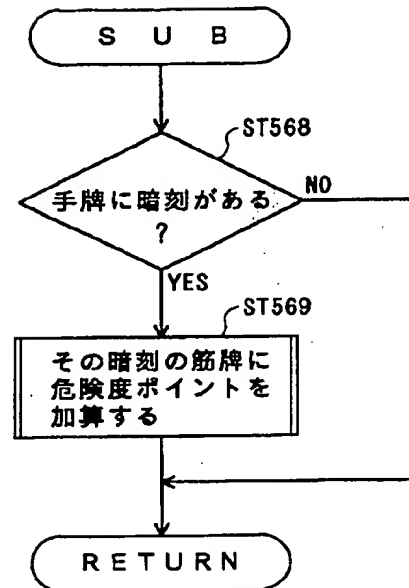 SUB
ST568
手牌に暗刻がある
?
NO
YES
ST569
その暗刻の筋牌に
危険度ポイントを
加算する
RETURN